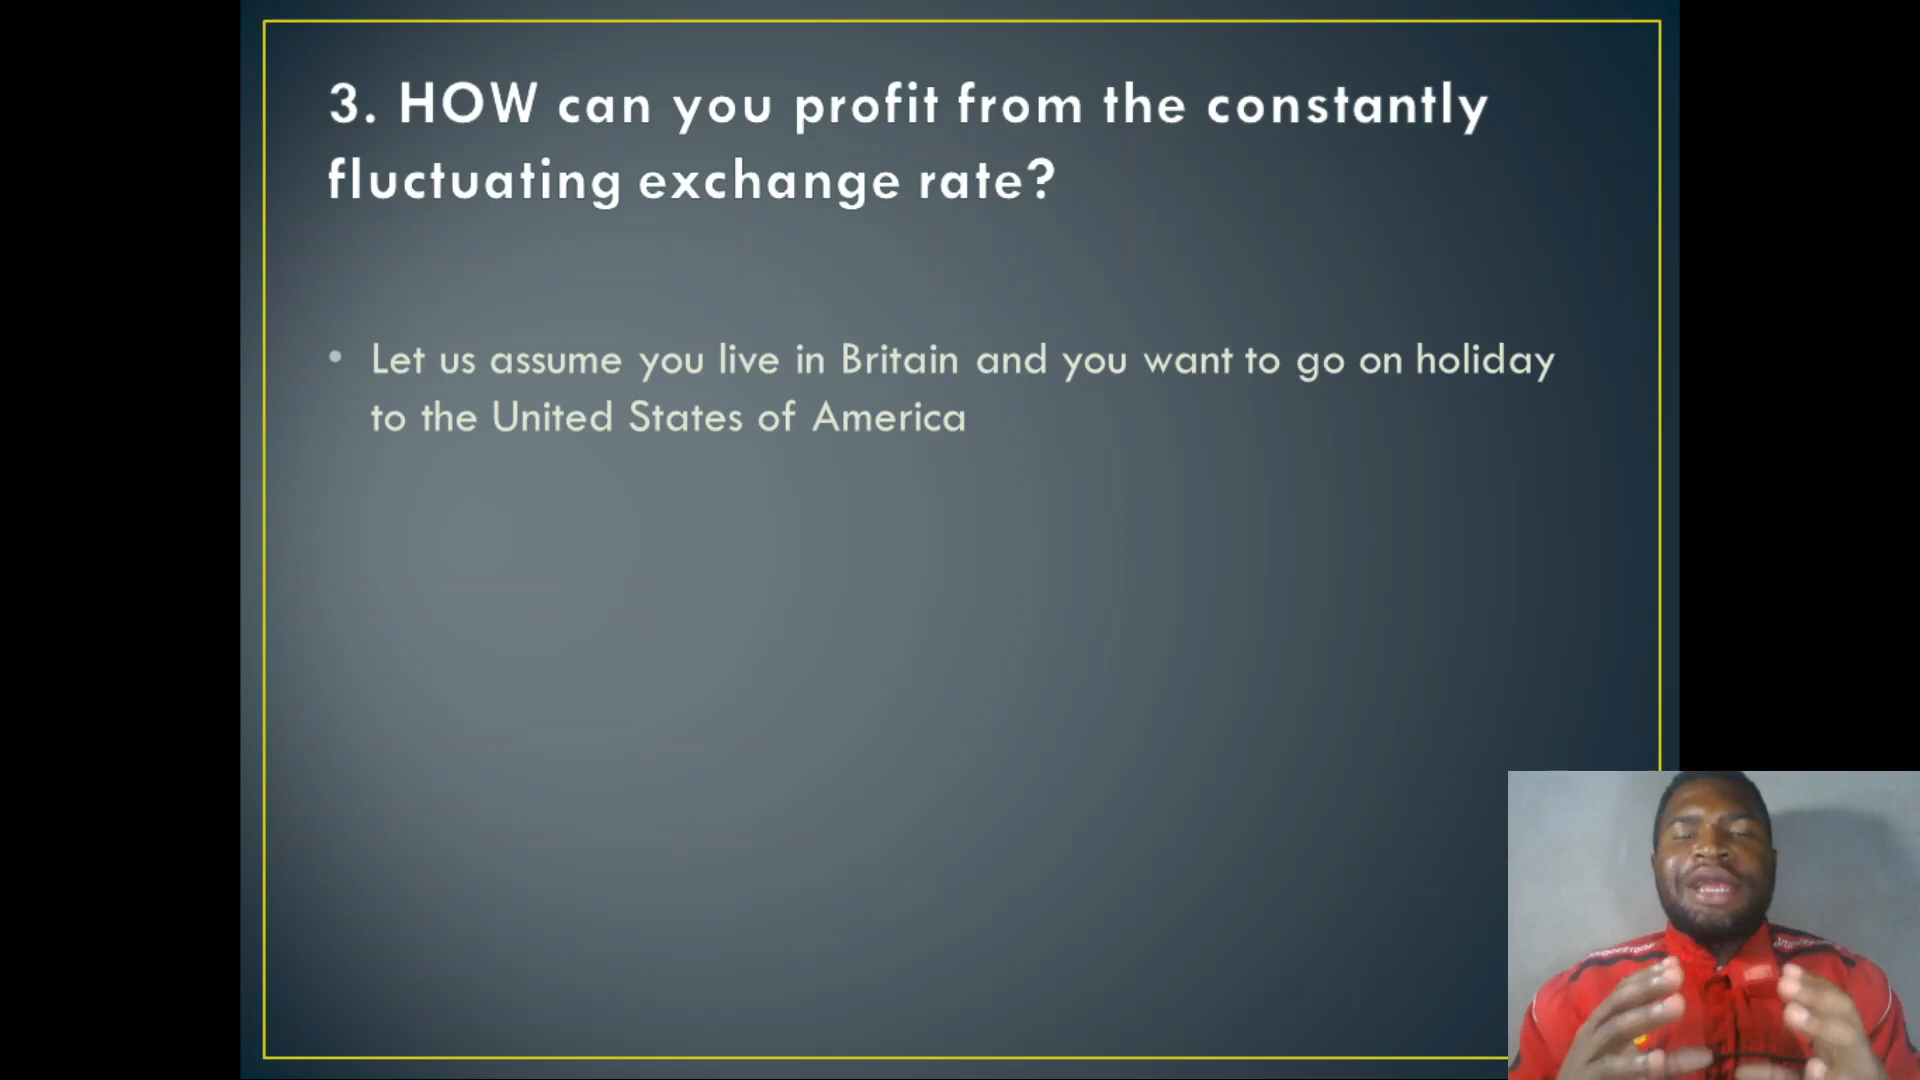 3. HOW can you profit from the constantly
fluctuating exchange rate?
• Let us assume you live in Britain and you want to go on holiday
to the United States of America